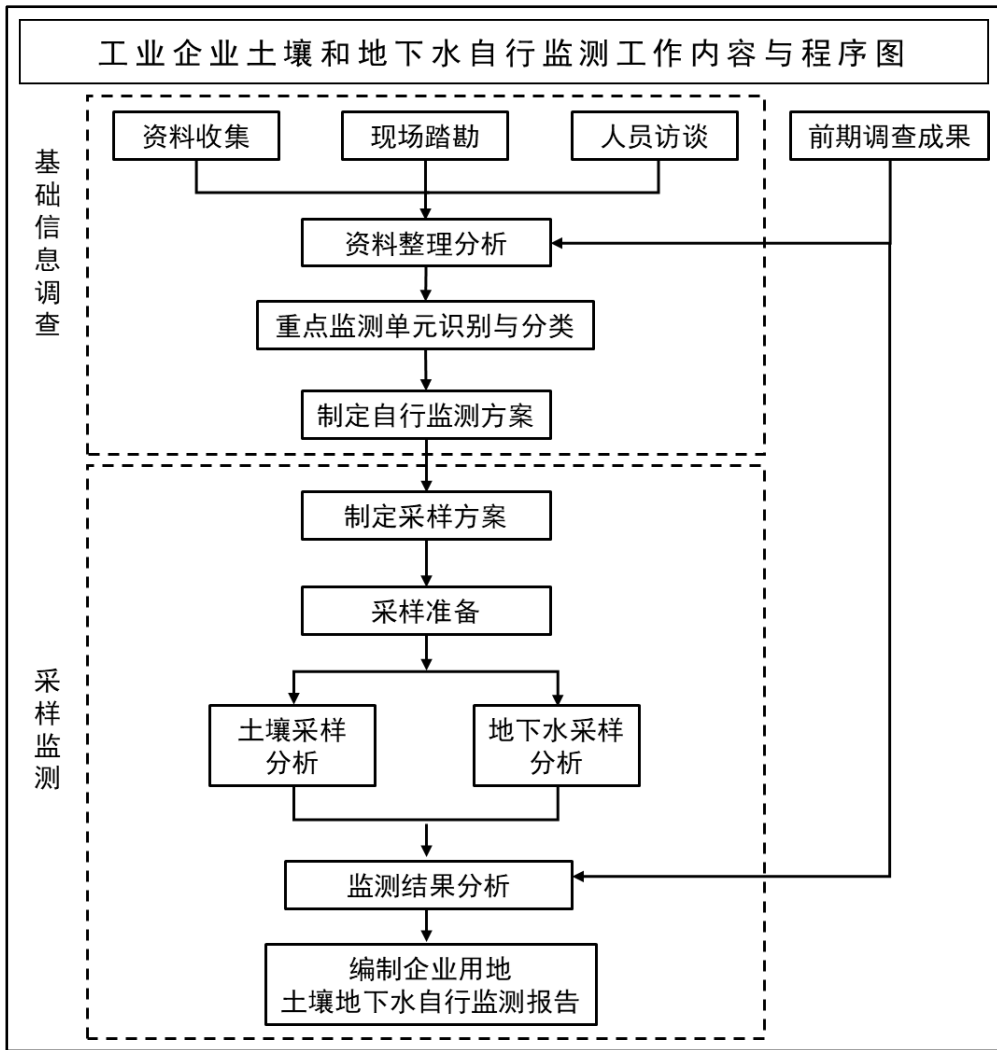 工业企业土壤和地下水自行监测工作内容与程序图
基础信息调查
资料收集
现场踏勘
人员访谈
前期调查成果
资料整理分析
重点监测单元识别与分类
制定自行监测方案
采样监测
制定采样方案
采样准备
土壤采样
分析
地下水采样
分析
监测结果分析
编制企业用地
土壤地下水自行监测报告